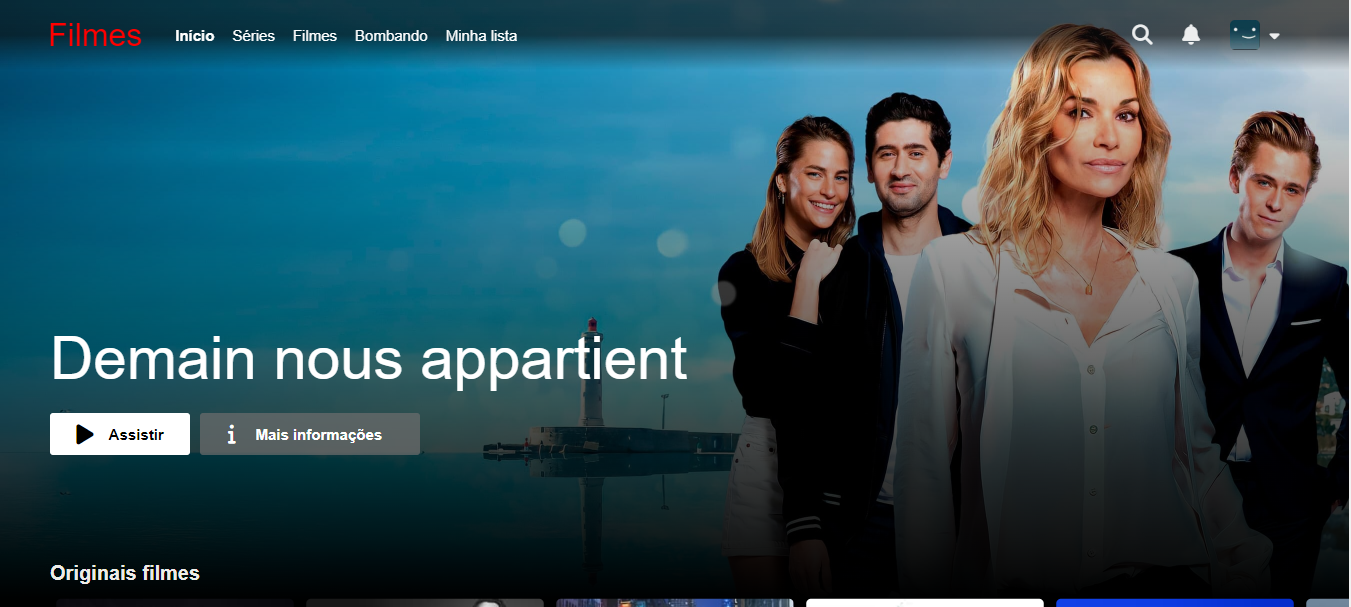 Filmes
Início Séries Filmes Bombando Minha lista
Demain nous appartient
Assistir Mais informações
Originais filmes